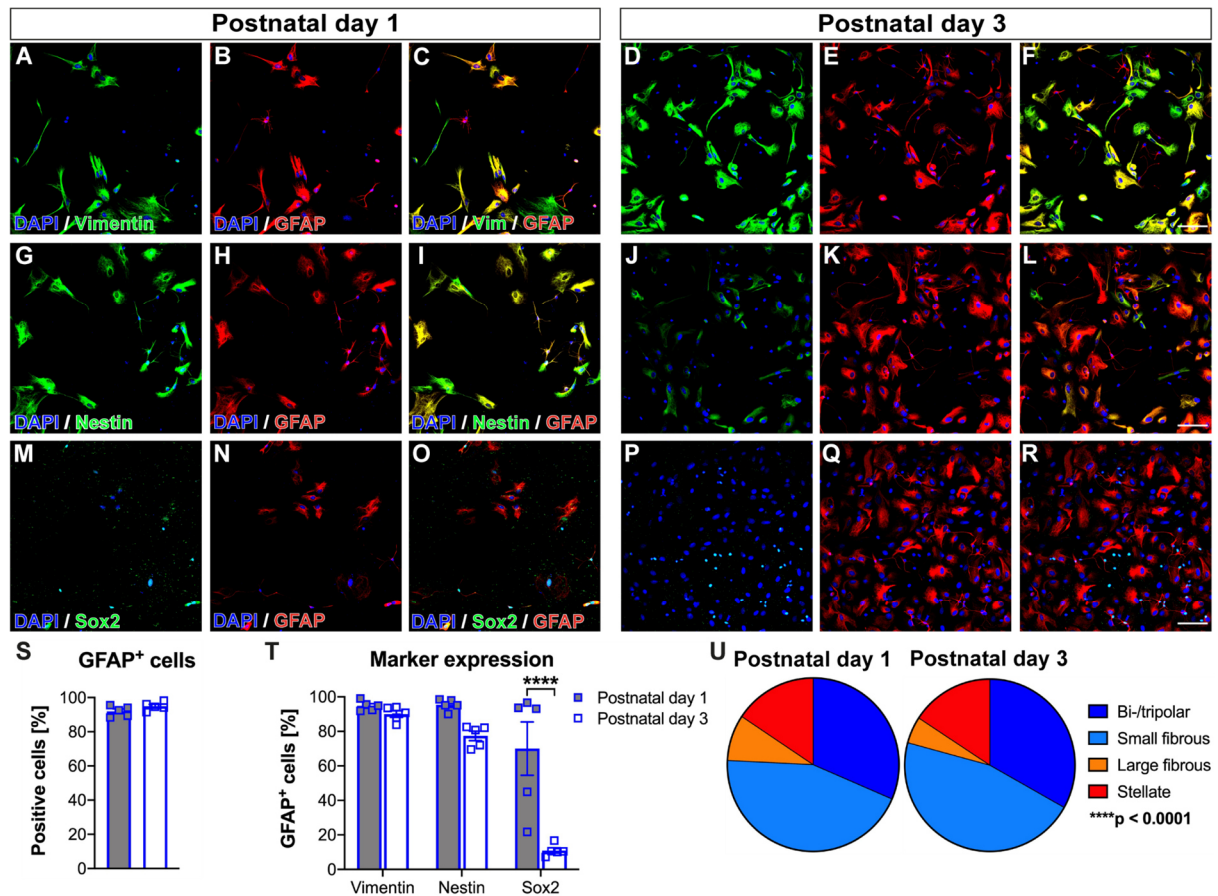 Postnatal day 1
Postnatal day 3
A
B
C
D
E
F
DAPI / Vimentin
DAPI / GFAP
DAPI / Vim / GFAP
G
H
I
J
K
L
DAPI / Nestin
DAPI / GFAP
DAPI / Nestin / GFAP
M
N
O
P
Q
R
DAPI / Sox2
DAPI / GFAP
DAPI / Sox2 / GFAP
S
GFAP+ cells
Positive cells [%]
100
80
60
40
20
0
T
Marker expression
GFAP+ cells [%]
100
80
60
40
20
0
****
Postnatal day 1
Postnatal day 3
Vimentin
Nestin
Sox2
U
Postnatal day 1
Postnatal day 3
Bi-/tripolar
Small fibrous
Large fibrous
Stellate
****p < 0.0001